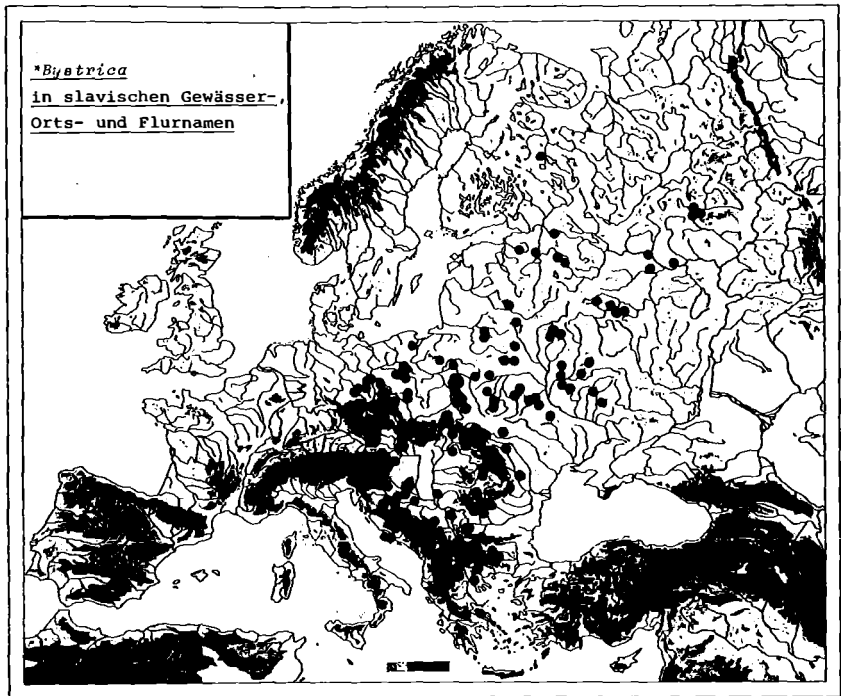 *Bystrica
in slavischen Gewässer-,
Orts- und Flurnamen